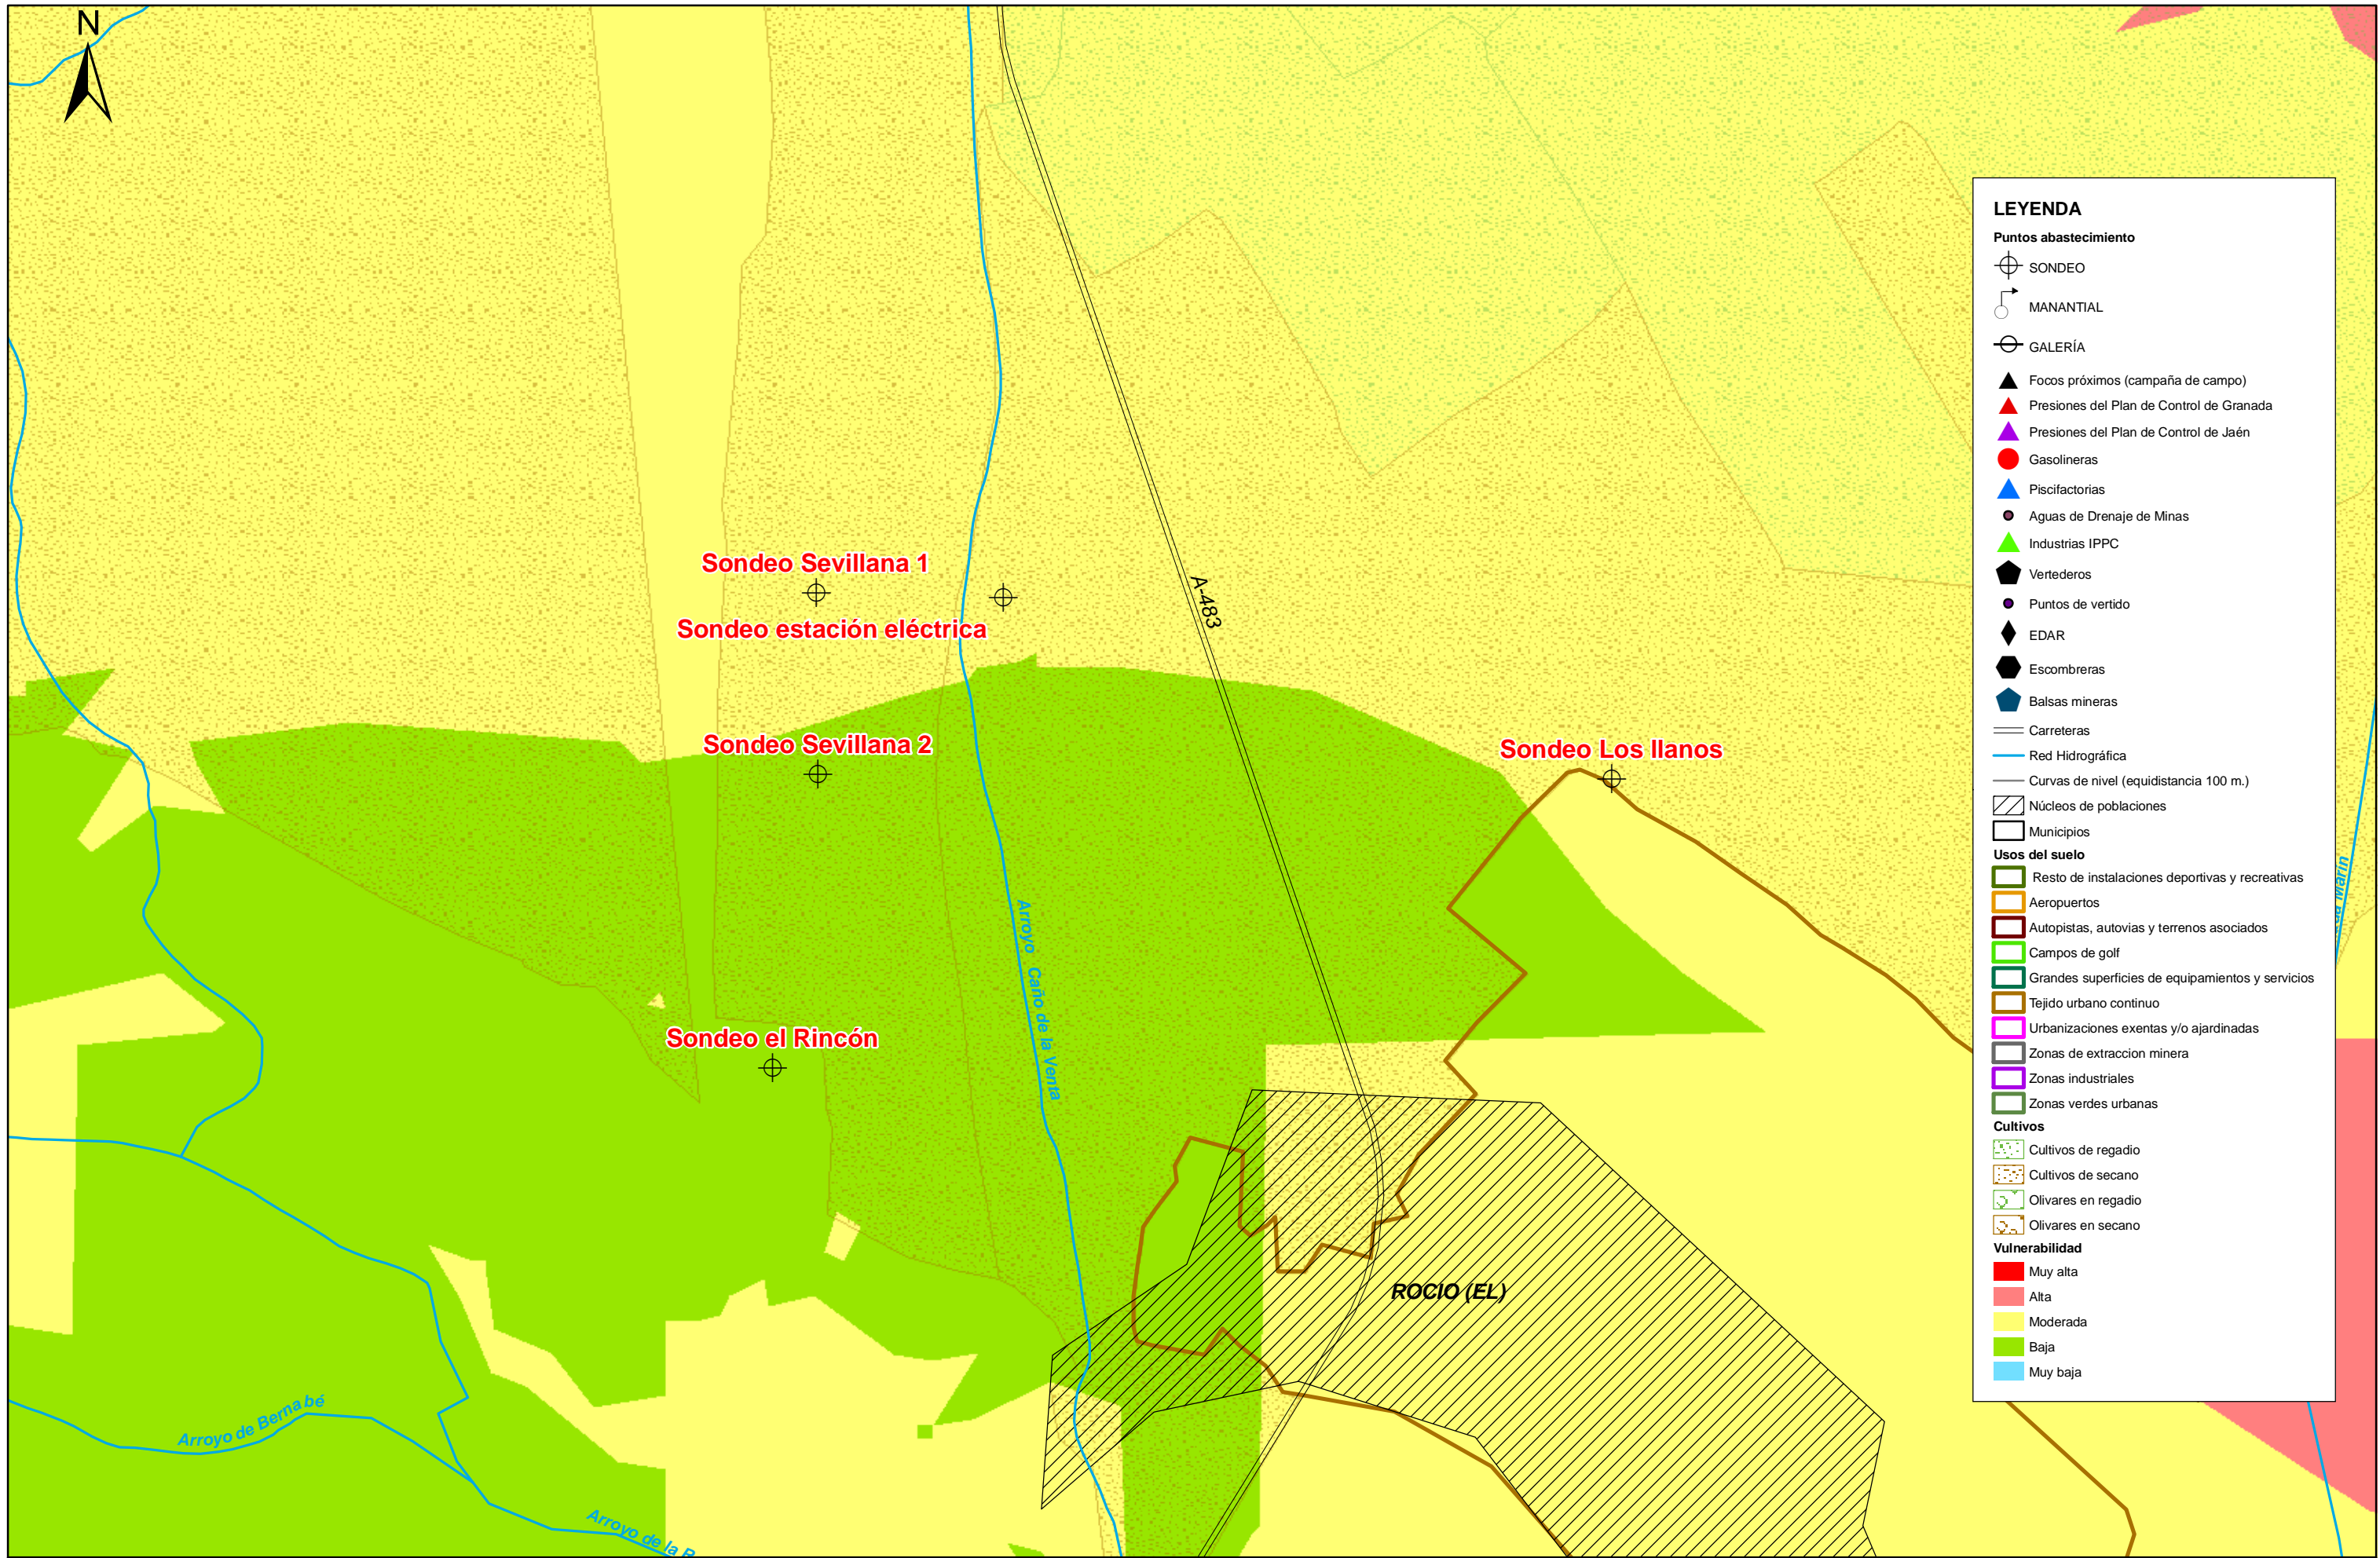 N
Sondeo Sevillana 1
Sondeo estación eléctrica
A-483
Sondeo Sevillana 2
Sondeo Los llanos
Arroyo Caño de la Venta
Sondeo el Rincón
ROCIO (EL)
Arroyo de Bernabé
Arroyo de la
Marín
LEYENDA
Puntos abastecimiento
SONDEO
MANANTIAL
GALERÍA
Focos próximos (campaña de campo)
Presiones del Plan de Control de Granada
Presiones del Plan de Control de Jaén
Gasolineras
Piscifactorias
Aguas de Drenaje de Minas
Industrias IPPC
Vertederos
Puntos de vertido
EDAR
Escombreras
Balsas mineras
Carreteras
Red Hidrográfica
Curvas de nivel (equidistancia 100 m.)
Núcleos de poblaciones
Municipios
Usos del suelo
Resto de instalaciones deportivas y recreativas
Aeropuertos
Autopistas, autovias y terrenos asociados
Campos de golf
Grandes superficies de equipamientos y servicios
Tejido urbano continuo
Urbanizaciones exentas y/o ajardinadas
Zonas de extraccion minera
Zonas industriales
Zonas verdes urbanas
Cultivos
Cultivos de regadio
Cultivos de secano
Olivares en regadio
Olivares en secano
Vulnerabilidad
Muy alta
Alta
Moderada
Baja
Muy baja